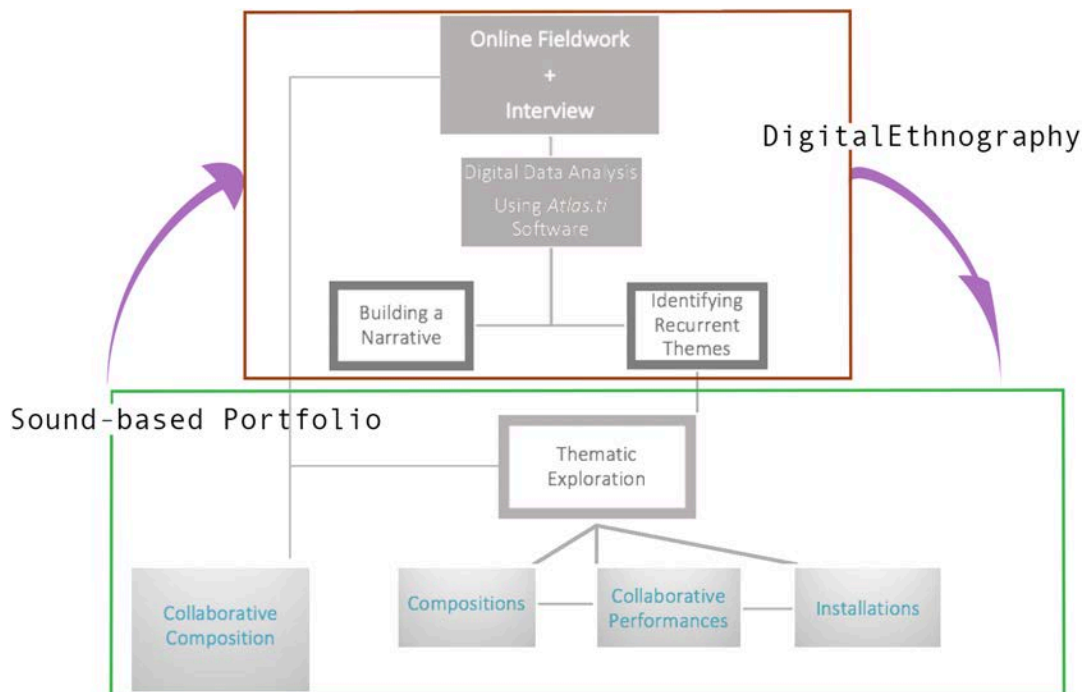 Online Fieldwork
+
Interview
DigitalEthnography
Digital Data Analysis
Using Atlas.ti
Software
Building a
Narrative
Identifying
Recurrent
Themes
Sound-based Portfolio
Thematic
Exploration
Collaborative
Composition
Compositions
Collaborative
Performances
Installations